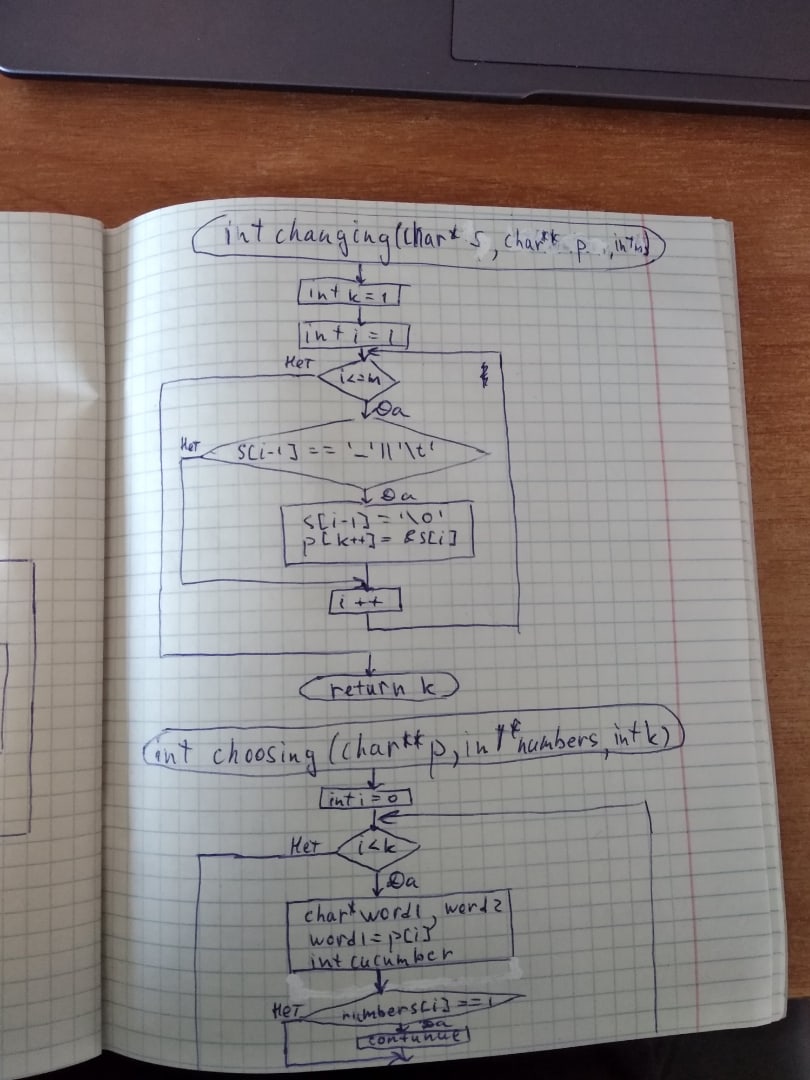 int changing(char* s, char** p, int n)
int k=1
int i=1
Нет
i<=n
Да
Нет
s[i-1] == '_'||'\t'
Да
s[i-1]='\0'
p[k++]= &s[i]
i++
return k
int choosing (char** p, int* numbers, int k)
int i=0
Нет
i<k
Да
char*word1, word2
word1=p[i]
int cucumber
Нет
numbers[i]==1
Да
contunue